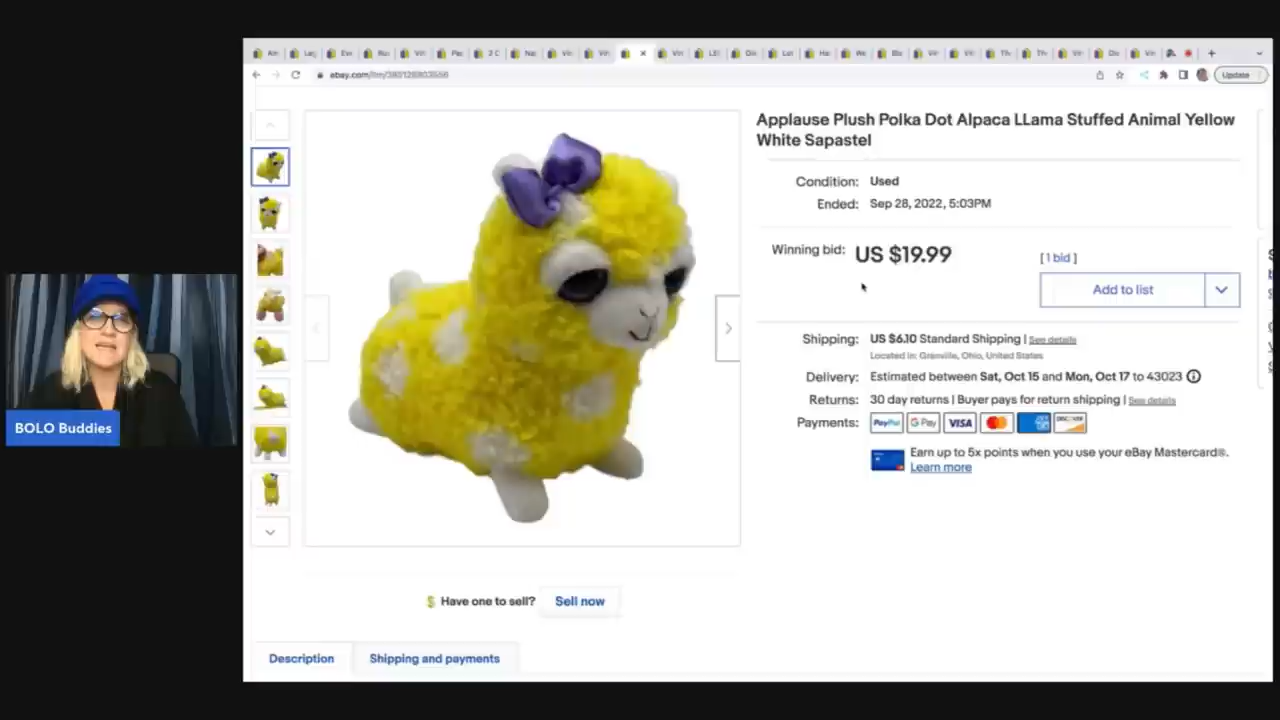 Update
Applause Plush Polka Dot Alpaca LLama Stuffed Animal Yellow
White Sapastel
Condition: Used
Ended: Sep 28, 2022, 5:03PM
Winning bid: US $19.99
[ 1 bid ]
Add to list
Shipping: US $6.10 Standard Shipping | See details
Located in: Granville, Ohio, United States
Delivery: Estimated between Sat, Oct 15 and Mon, Oct 17 to 43023
Returns: 30 day returns | Buyer pays for return shipping | See details
Payments: PayPal G Pay VISA DISCOVER
Earn up to 5x points when you use your eBay Mastercard®.
Learn more
BOLO Buddies
$ Have one to sell? Sell now
Description Shipping and payments